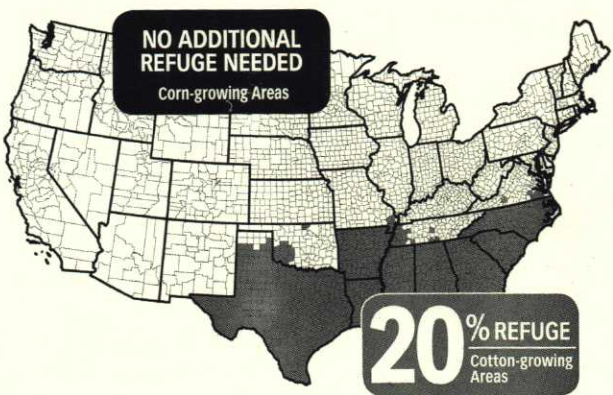 NO ADDITIONAL
REFUGE NEEDED
Corn-growing Areas
20% REFUGE
Cotton-growing
Areas